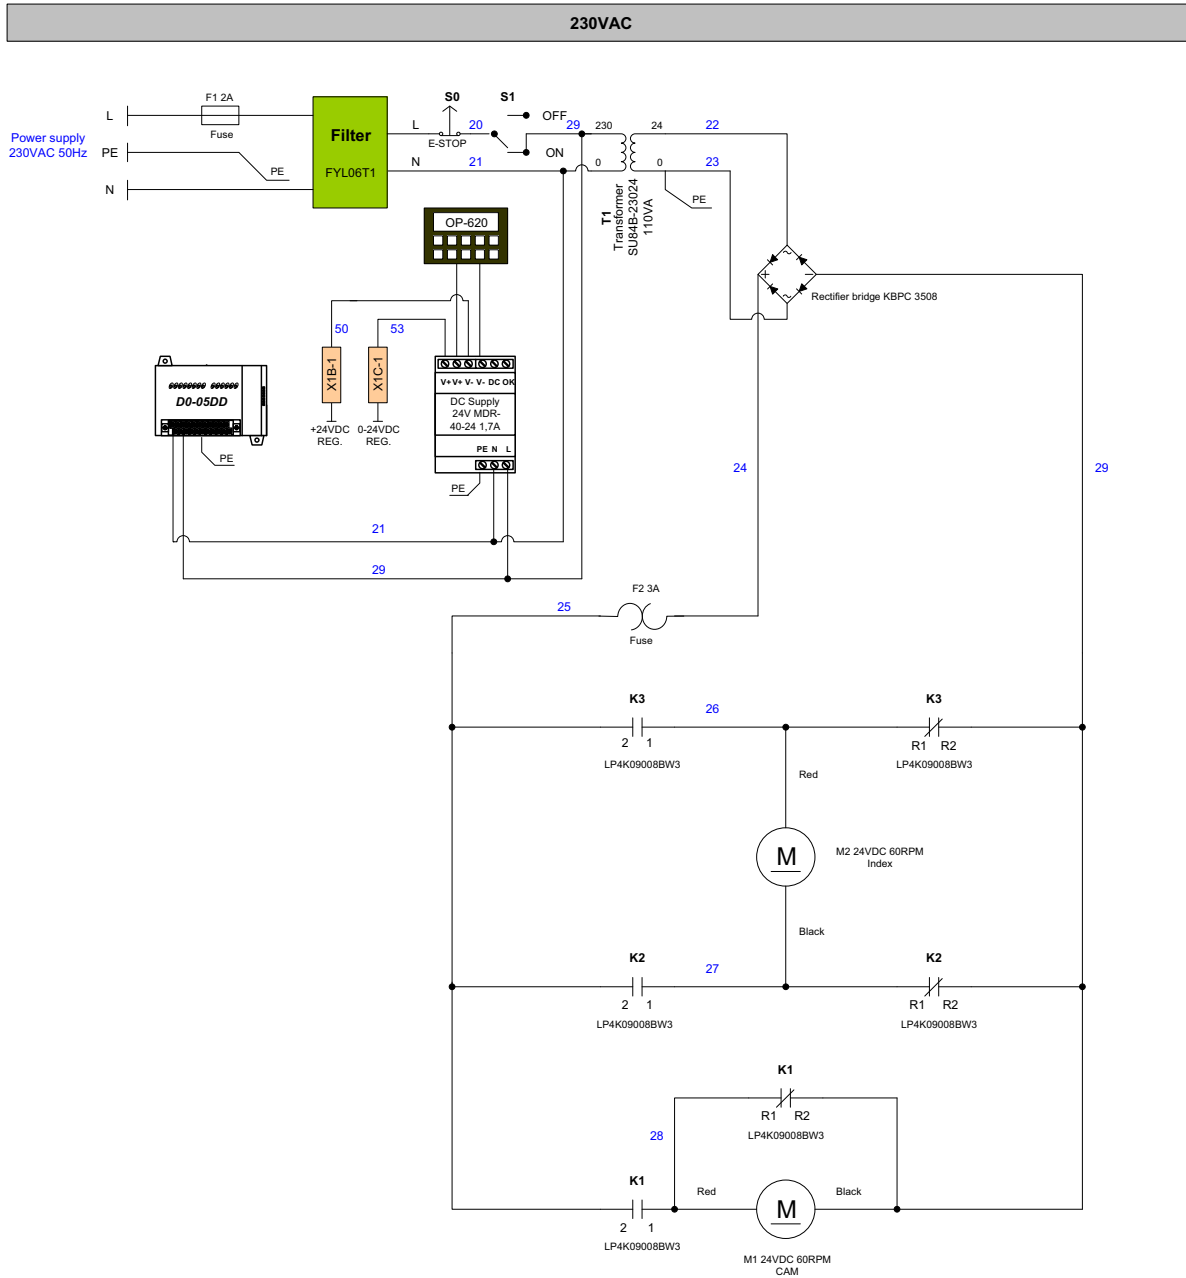 230VAC
F1 2A
S0
S1
L
OFF
Fuse
Filter
L
20
29
230
24
22
Power supply
230VAC 50Hz
E-STOP
PE
ON
PE
FYL06T1
N
21
0
0
23
N
PE
T1
Transformer
SU84B-23024
110VA
OP-620
+
~
~
−
Rectifier bridge KBPC 3508
50
53
X1B-1
X1C-1
V+ V+ V- V- DC OK
D0-05DD
DC Supply
24V MDR-
40-24 1,7A
+24VDC
REG.
0-24VDC
REG.
PE
PE N L
PE
24
29
21
29
F2 3A
25
Fuse
K3
26
K3
2 1
R1 R2
LP4K09008BW3
LP4K09008BW3
Red
M
M2 24VDC 60RPM
Index
Black
K2
27
K2
2 1
R1 R2
LP4K09008BW3
LP4K09008BW3
K1
R1 R2
28
LP4K09008BW3
K1
Red
Black
M
2 1
LP4K09008BW3
M1 24VDC 60RPM
CAM